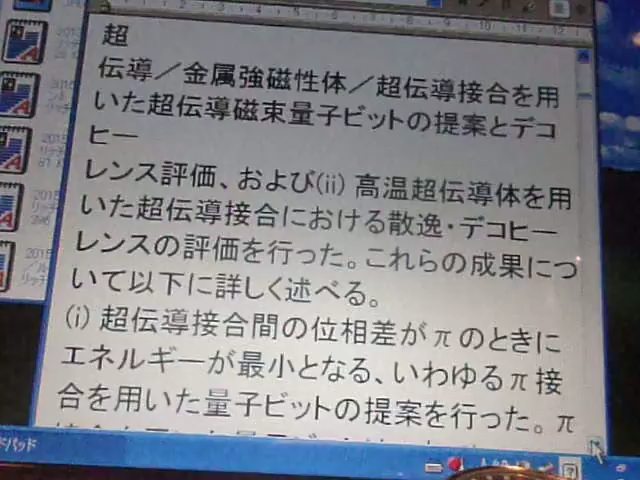 超
伝導／金属強磁性体／超伝導接合を用
いた超伝導磁束量子ビットの提案とデコ
ヒー
レンス評価、および(ii) 高温超伝導体を用
いた超伝導接合における散逸・デコヒー
レンスの評価を行った。これらの成果につ
いて以下に詳しく述べる。
(i) 超伝導接合間の位相差がπのときに
エネルギーが最小となる、いわゆるπ接
合を用いた量子ビットの提案を行った。π
ドパッド